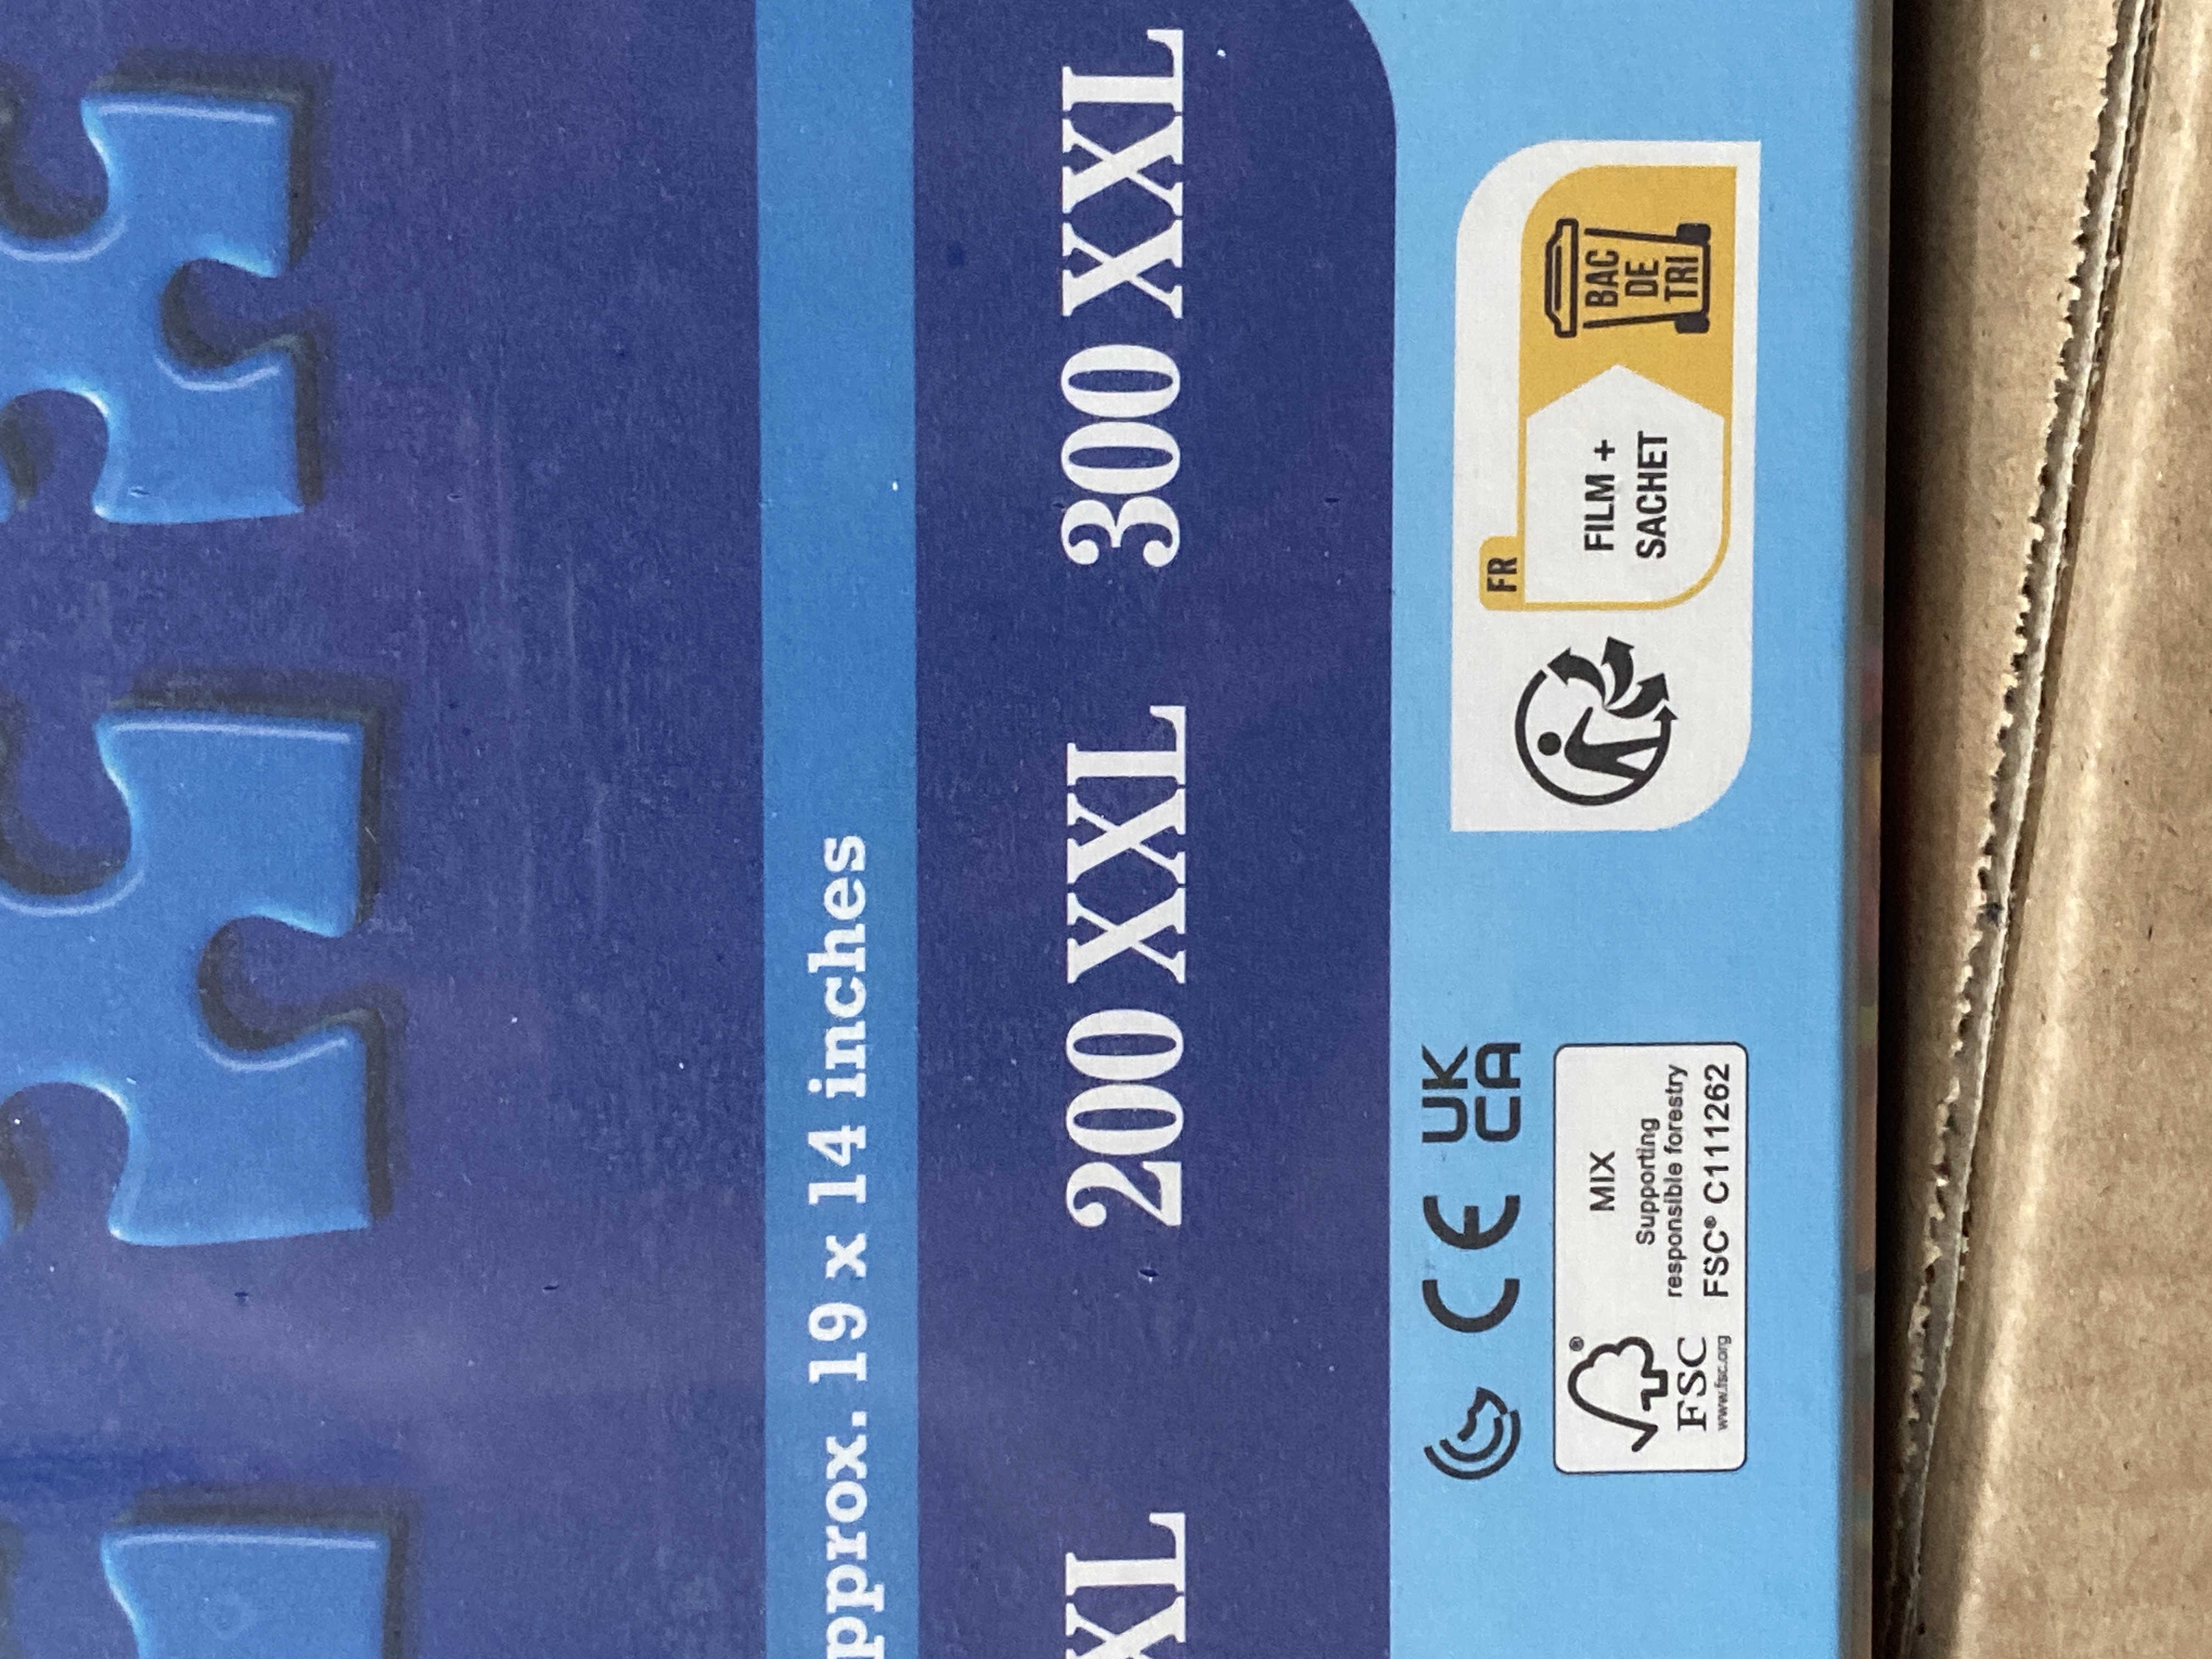 pprox. 19 x 14 inches
XL 200 XXL 300 XXL
CE UK
CA
FSC®
www.fsc.org
MIX
Supporting
responsible forestry
FSC® C111262
FR
FILM +
SACHET
BAC
DE
TRI